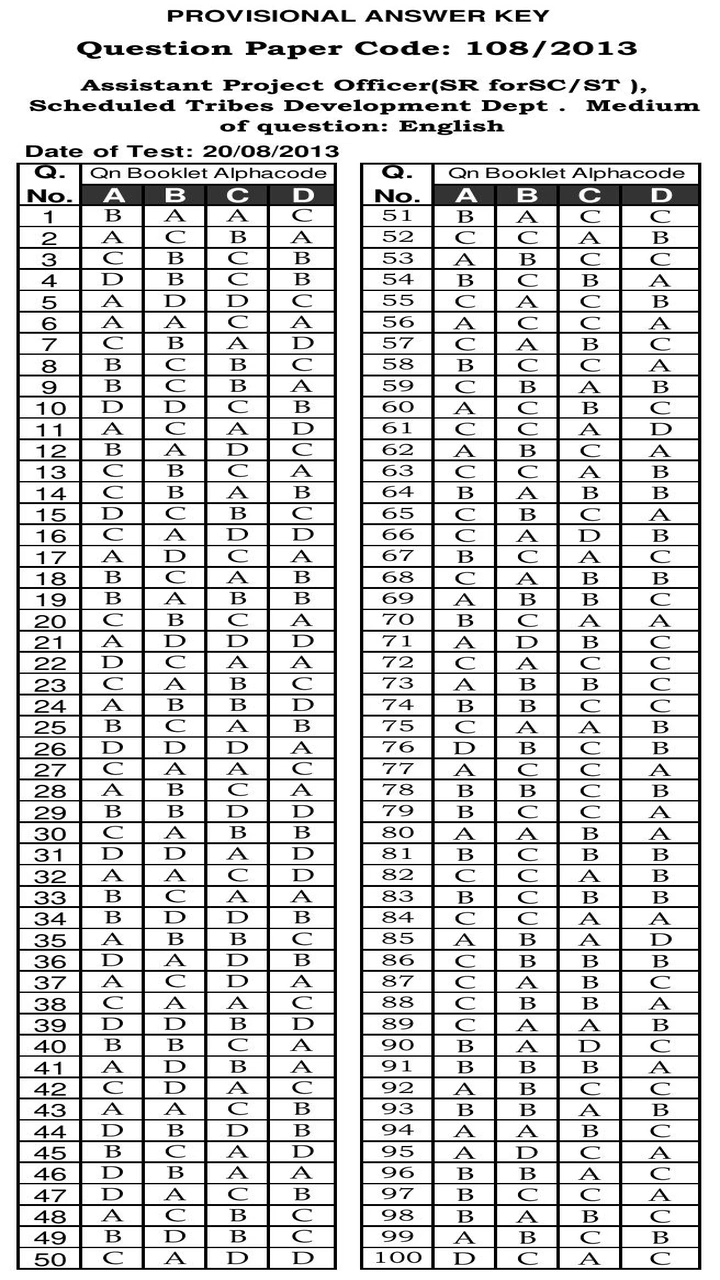 PROVISIONAL ANSWER KEY
Question Paper Code: 108/2013
Assistant Project Officer(SR forSC/ST ),
Scheduled Tribes Development Dept . Medium
of question: English
Date of Test: 20/08/2013
Q. Qn Booklet Alphacode
No. A B C D
1 B A A C
2 A C B A
3 C B C B
4 D B C B
5 A D D C
6 A A C A
7 C B A D
8 B C B C
9 B C B A
10 D D C B
11 A C A D
12 B A D C
13 C B C A
14 C B A B
15 D C B C
16 C A D D
17 A D C A
18 B C A B
19 B A B B
20 C B C A
21 A D D D
22 D C A A
23 C A B C
24 A B B D
25 B C A B
26 D D D A
27 C A A C
28 A B C A
29 B B D D
30 C A B B
31 D D A D
32 A A C D
33 B C A A
34 B D D B
35 A B B C
36 D A D B
37 A C D A
38 C A A C
39 D D B D
40 B B C A
41 A D B A
42 C D A C
43 A A C B
44 D B D B
45 B C A D
46 D B A A
47 D A C B
48 A C B C
49 B D B C
50 C A D D
Q. Qn Booklet Alphacode
No. A B C D
51 B A C C
52 C C A B
53 A B C C
54 B C B A
55 C A C B
56 A C C A
57 C A B C
58 B C C A
59 C B A B
60 A C B C
61 C C A D
62 A B C A
63 C C A B
64 B A B B
65 C B C A
66 C A D B
67 B C A C
68 C A B B
69 A B B C
70 B C A A
71 A D B C
72 C A C C
73 A B B C
74 B B C C
75 C A A B
76 D B C B
77 A C C A
78 B B C B
79 B C C A
80 A A B A
81 B C B B
82 C C A B
83 B C B B
84 C C A A
85 A B A D
86 C B B B
87 C A B C
88 C B B A
89 C A A B
90 B A D C
91 B B B A
92 A B C C
93 B B A B
94 A A B C
95 A D C A
96 B B A C
97 B C C A
98 B A B C
99 A B C B
100 D C A C